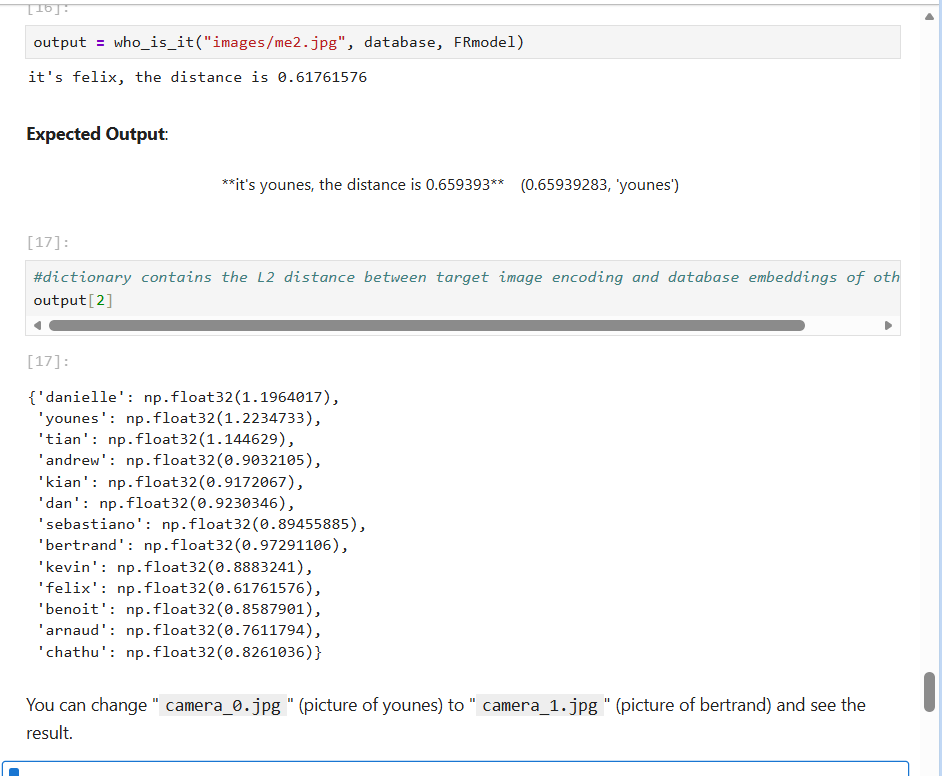 [16]:
output = who_is_it("images/me2.jpg", database, FRmodel)
it's felix, the distance is 0.61761576
Expected Output:
**it's younes, the distance is 0.659393** (0.65939283, 'younes')
[17]:
#dictionary contains the L2 distance between target image encoding and database embeddings of oth
output[2]
[17]:
{'danielle': np.float32(1.1964017),
'younes': np.float32(1.2234733),
'tian': np.float32(1.144629),
'andrew': np.float32(0.9032105),
'kian': np.float32(0.9172067),
'dan': np.float32(0.9230346),
'sebastiano': np.float32(0.89455885),
'bertrand': np.float32(0.97291106),
'kevin': np.float32(0.8883241),
'felix': np.float32(0.61761576),
'benoit': np.float32(0.8587901),
'arnaud': np.float32(0.7611794),
'chathu': np.float32(0.8261036)}
You can change "camera_0.jpg" (picture of younes) to "camera_1.jpg" (picture of bertrand) and see the
result.